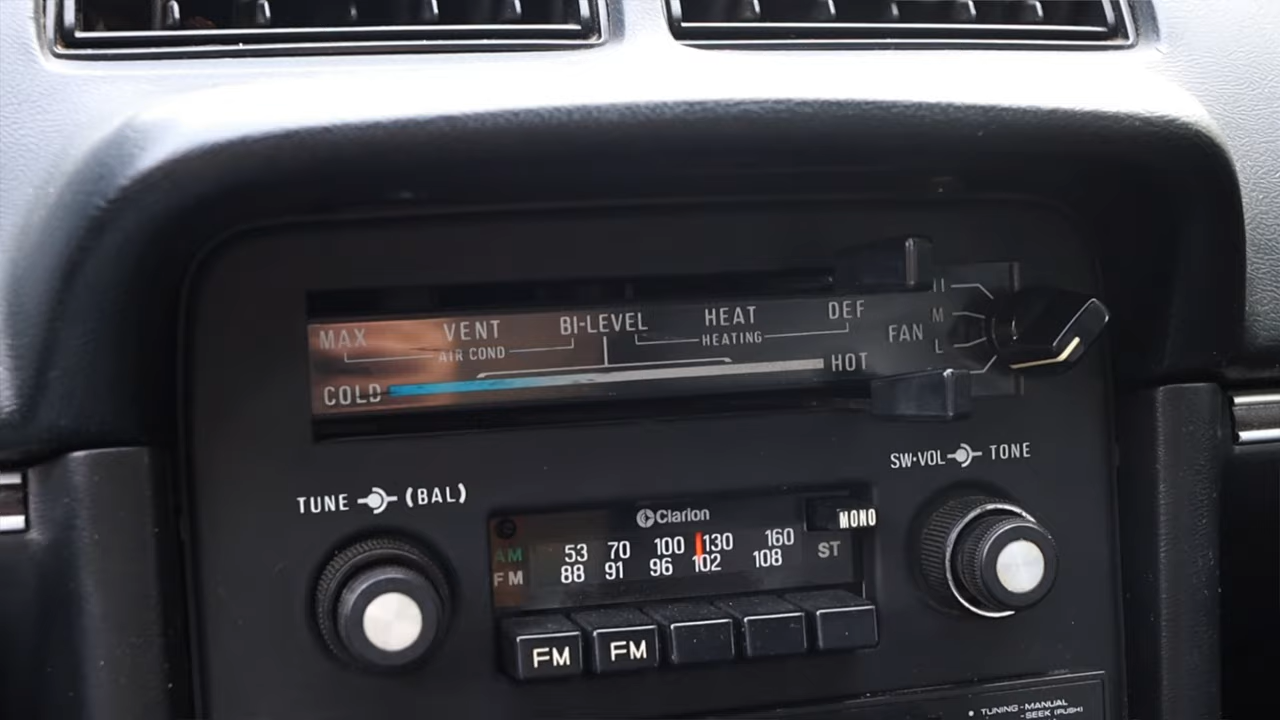 MAX VENT BI-LEVEL HEAT DEF
AIR COND HEATING
COLD HOT
FAN
M
L
TUNE (BAL)
SW·VOL TONE
Clarion
MONO
AM 53 70 100 130 160
FM 88 91 96 102 108
ST
FM FM
TUNING-MANUAL
-SEEK (PUSH)